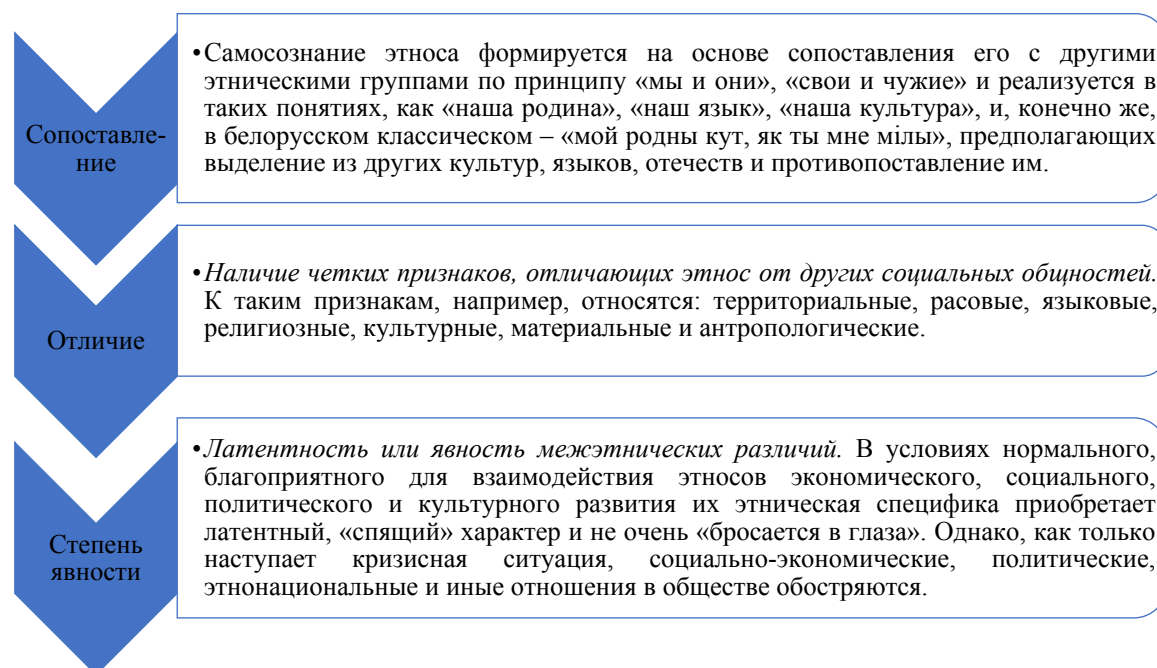 Сопоставле-
ние
•Самосознание этноса формируется на основе сопоставления его с другими
этническими группами по принципу «мы и они», «свои и чужие» и реализуется в
таких понятиях, как «наша родина», «наш язык», «наша культура», и, конечно же,
в белорусском классическом – «мой родны кут, як ты мне мілы», предполагающих
выделение из других культур, языков, отечеств и противопоставление им.
Отличие
•Наличие четких признаков, отличающих этнос от других социальных общностей.
К таким признакам, например, относятся: территориальные, расовые, языковые,
религиозные, культурные, материальные и антропологические.
Степень
явности
•Латентность или явность межэтнических различий. В условиях нормального,
благоприятного для взаимодействия этносов экономического, социального,
политического и культурного развития их этническая специфика приобретает
латентный, «спящий» характер и не очень «бросается в глаза». Однако, как только
наступает кризисная ситуация, социально-экономические, политические,
этнонациональные и иные отношения в обществе обостряются.